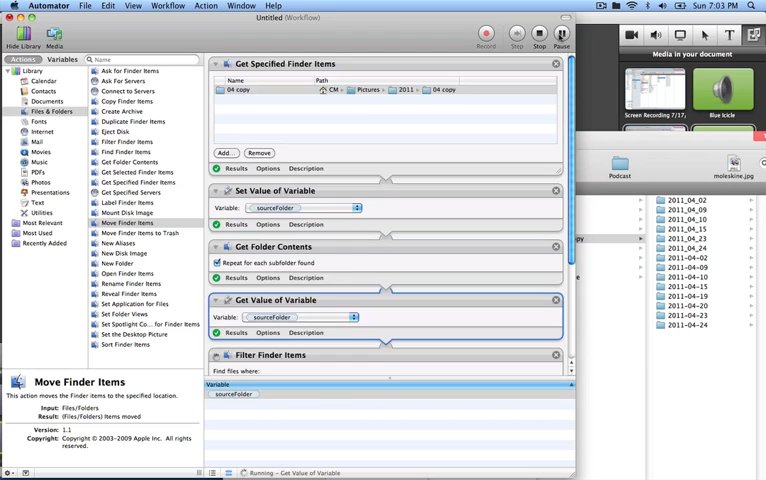 Automator File Edit View Workflow Action Window Help Sun 7:03 PM
Untitled (Workflow)
Hide Library Media Record Step Stop Pause
Actions Variables Name
Library
Calendar
Contacts
Documents
Files & Folders
Fonts
Internet
Mail
Movies
Music
PDFs
Photos
Presentations
Text
Utilities
Most Relevant
Most Used
Recently Added
Ask for Finder Items
Ask For Servers
Connect to Servers
Copy Finder Items
Create Archive
Duplicate Finder Items
Eject Disk
Filter Finder Items
Find Finder Items
Get Folder Contents
Get Selected Finder Items
Get Specified Finder Items
Get Specified Servers
Label Finder Items
Mount Disk Image
Move Finder Items
Move Finder Items to Trash
New Aliases
New Disk Image
New Folder
Open Finder Items
Rename Finder Items
Reveal Finder Items
Set Application for Files
Set Folder Views
Set Spotlight Co... for Finder Items
Set the Desktop Picture
Sort Finder Items
Move Finder Items
This action moves the Finder items to the specified location.
Input: Files/Folders
Result: (Files/Folders) Items moved
Version: 1.1
Copyright: Copyright © 2003–2009 Apple Inc. All rights reserved.
Get Specified Finder Items
Name Path
04 copy CM Pictures 2011 04 copy
Add... Remove
Results Options Description
Set Value of Variable
Variable: sourceFolder
Results Options Description
Get Folder Contents
Repeat for each subfolder found
Results Options Description
Get Value of Variable
Variable: sourceFolder
Results Options Description
Filter Finder Items
Find files where:
Variable
sourceFolder
Running – Get Value of Variable
Media in your document
Screen Recording 7/17,
Blue Icicle
Podcast
moleskine.jpg
2011_04_02
2011_04_09
2011_04_10
2011_04_15
2011_04_23
2011_04_24
2011-04-02
2011-04-09
2011-04-10
2011-04-15
2011-04-19
2011-04-20
2011-04-23
2011-04-24